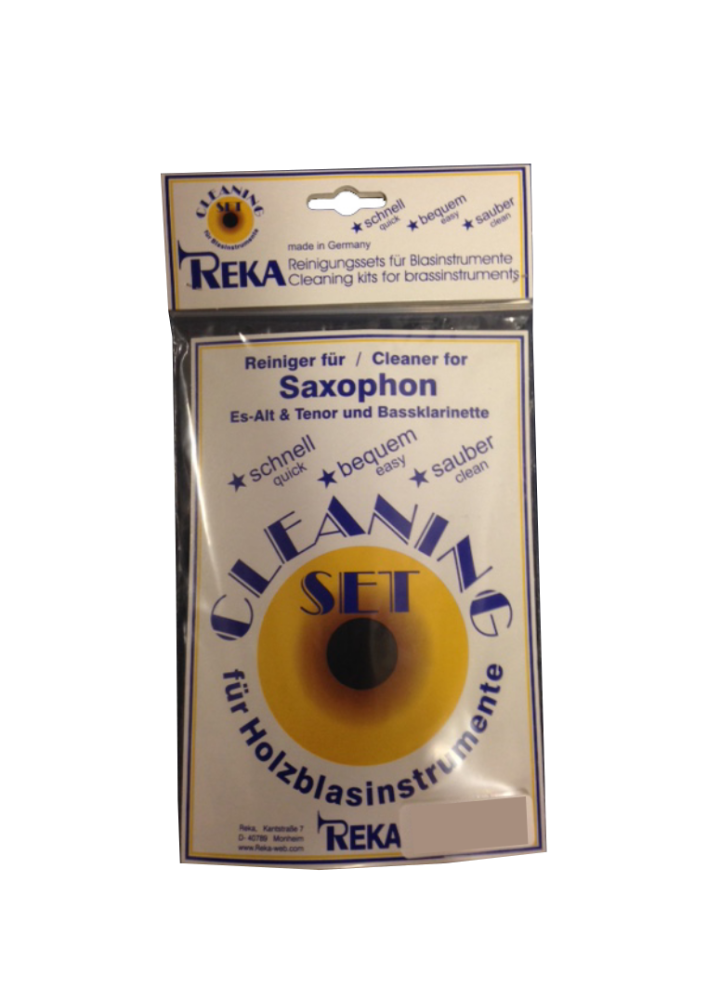 CLEANING
SET
für Blasinstrumente
schnell
quick
bequem
easy
sauber
clean
made in Germany
REKA
Reinigungssets für Blasinstrumente
Cleaning kits for brassinstruments
Reiniger für / Cleaner for
Saxophon
Es-Alt & Tenor und Bassklarinette
schnell
quick
bequem
easy
sauber
clean
CLEANING
SET
für Holzblasinstrumente
Reka, Kantstraße 7
D-40789 Monheim
www.Reka-web.com
REKA